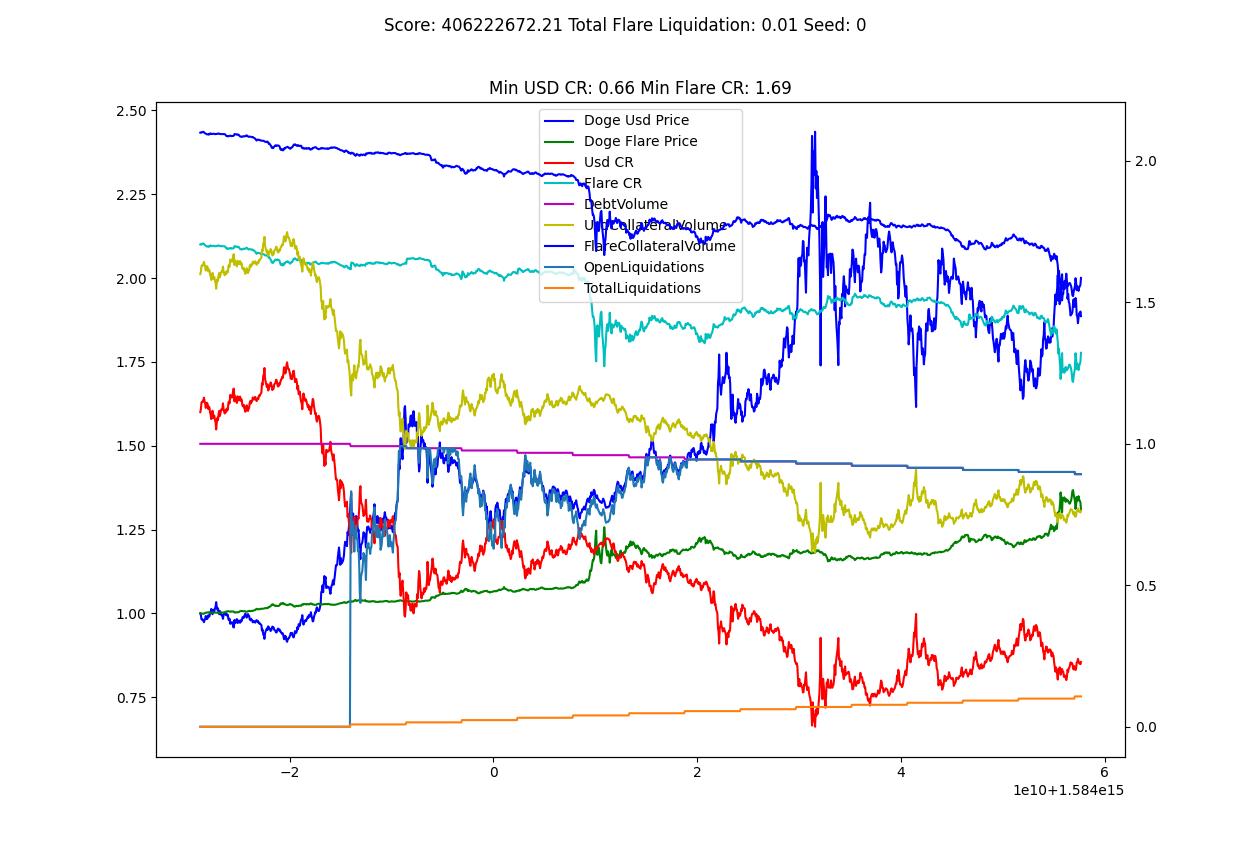 Score: 406222672.21 Total Flare Liquidation: 0.01 Seed: 0
Min USD CR: 0.66 Min Flare CR: 1.69
Doge Usd Price
Doge Flare Price
Usd CR
Flare CR
DebtVolume
UsdCollateralVolume
FlareCollateralVolume
OpenLiquidations
TotalLiquidations
2.50
2.25
2.00
1.75
1.50
1.25
1.00
0.75
2.0
1.5
1.0
0.5
0.0
−2
0
2
4
6
1e10+1.584e15